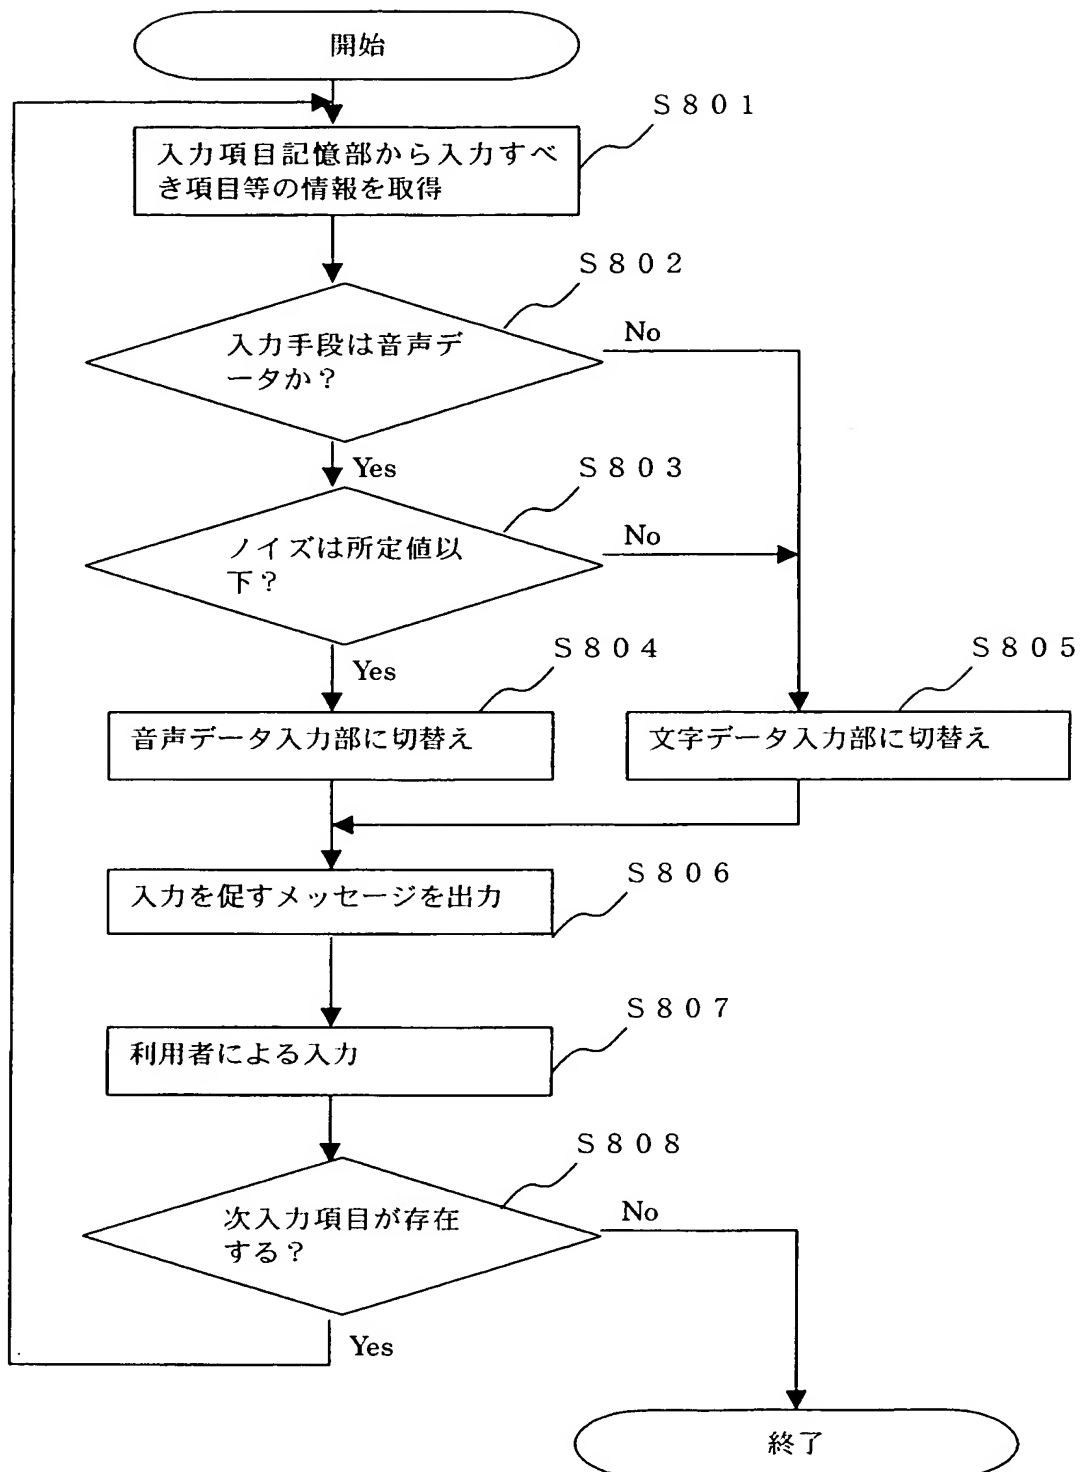 開始
S801
入力項目記憶部から入力すべ
き項目等の情報を取得
S802
入力手段は音声デ
ータか？
No
Yes
S803
ノイズは所定値以
下？
No
Yes
S804
音声データ入力部に切替え
S805
文字データ入力部に切替え
S806
入力を促すメッセージを出力
S807
利用者による入力
S808
次入力項目が存在
する？
No
Yes
終了